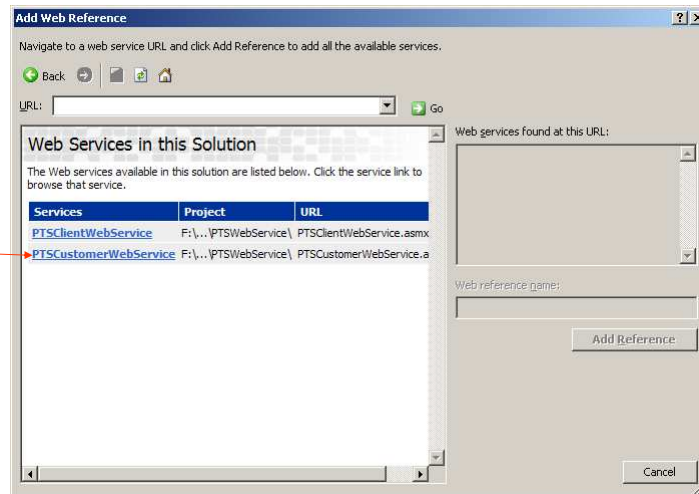 Add Web Reference
Navigate to a web service URL and click Add Reference to add all the available services.
Back
URL:
Go
Web Services in this Solution
The Web services available in this solution are listed below. Click the service link to
browse that service.
Services Project URL
PTSClientWebService F:\...\PTSWebService\ PTSClientWebService.asmx
PTSCustomerWebService F:\...\PTSWebService\ PTSCustomerWebService.a
Web services found at this URL:
Web reference name:
Add Reference
Cancel